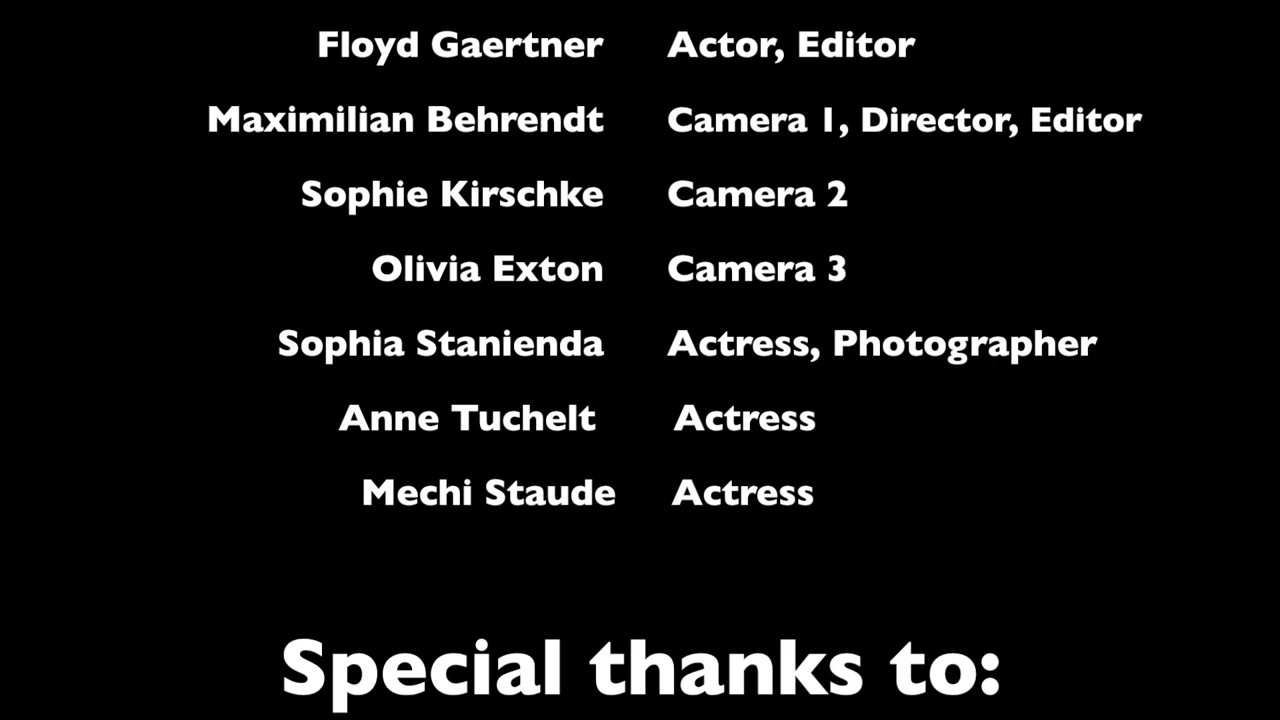 Floyd Gaertner Actor, Editor
Maximilian Behrendt Camera 1, Director, Editor
Sophie Kirschke Camera 2
Olivia Exton Camera 3
Sophia Stanienda Actress, Photographer
Anne Tuchelt Actress
Mechi Staude Actress
Special thanks to: